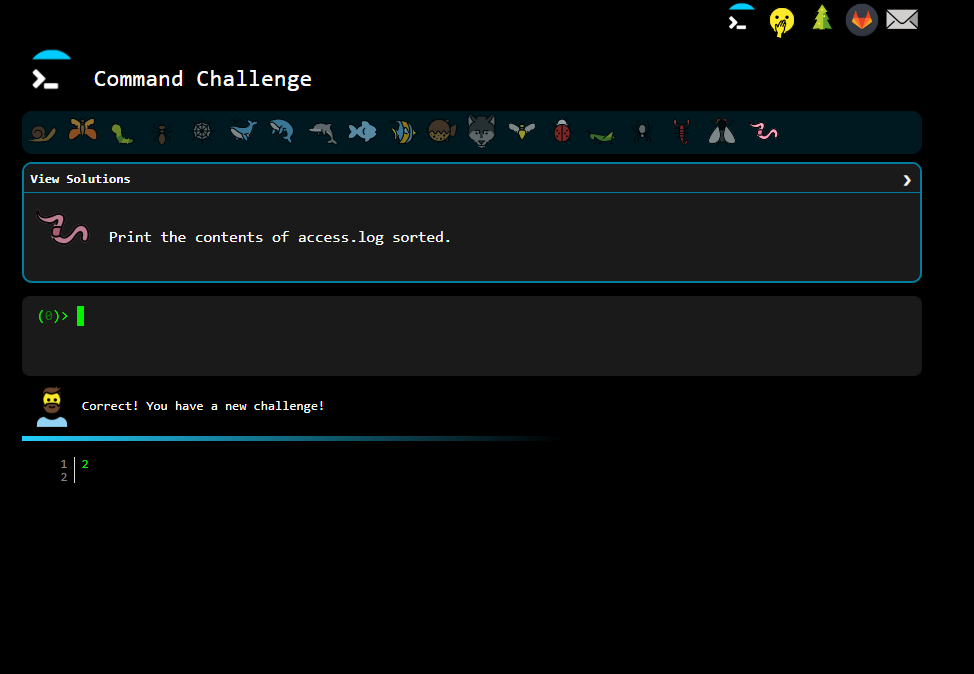 Command Challenge
View Solutions
Print the contents of access.log sorted.
(0)>
Correct! You have a new challenge!
1 2
2